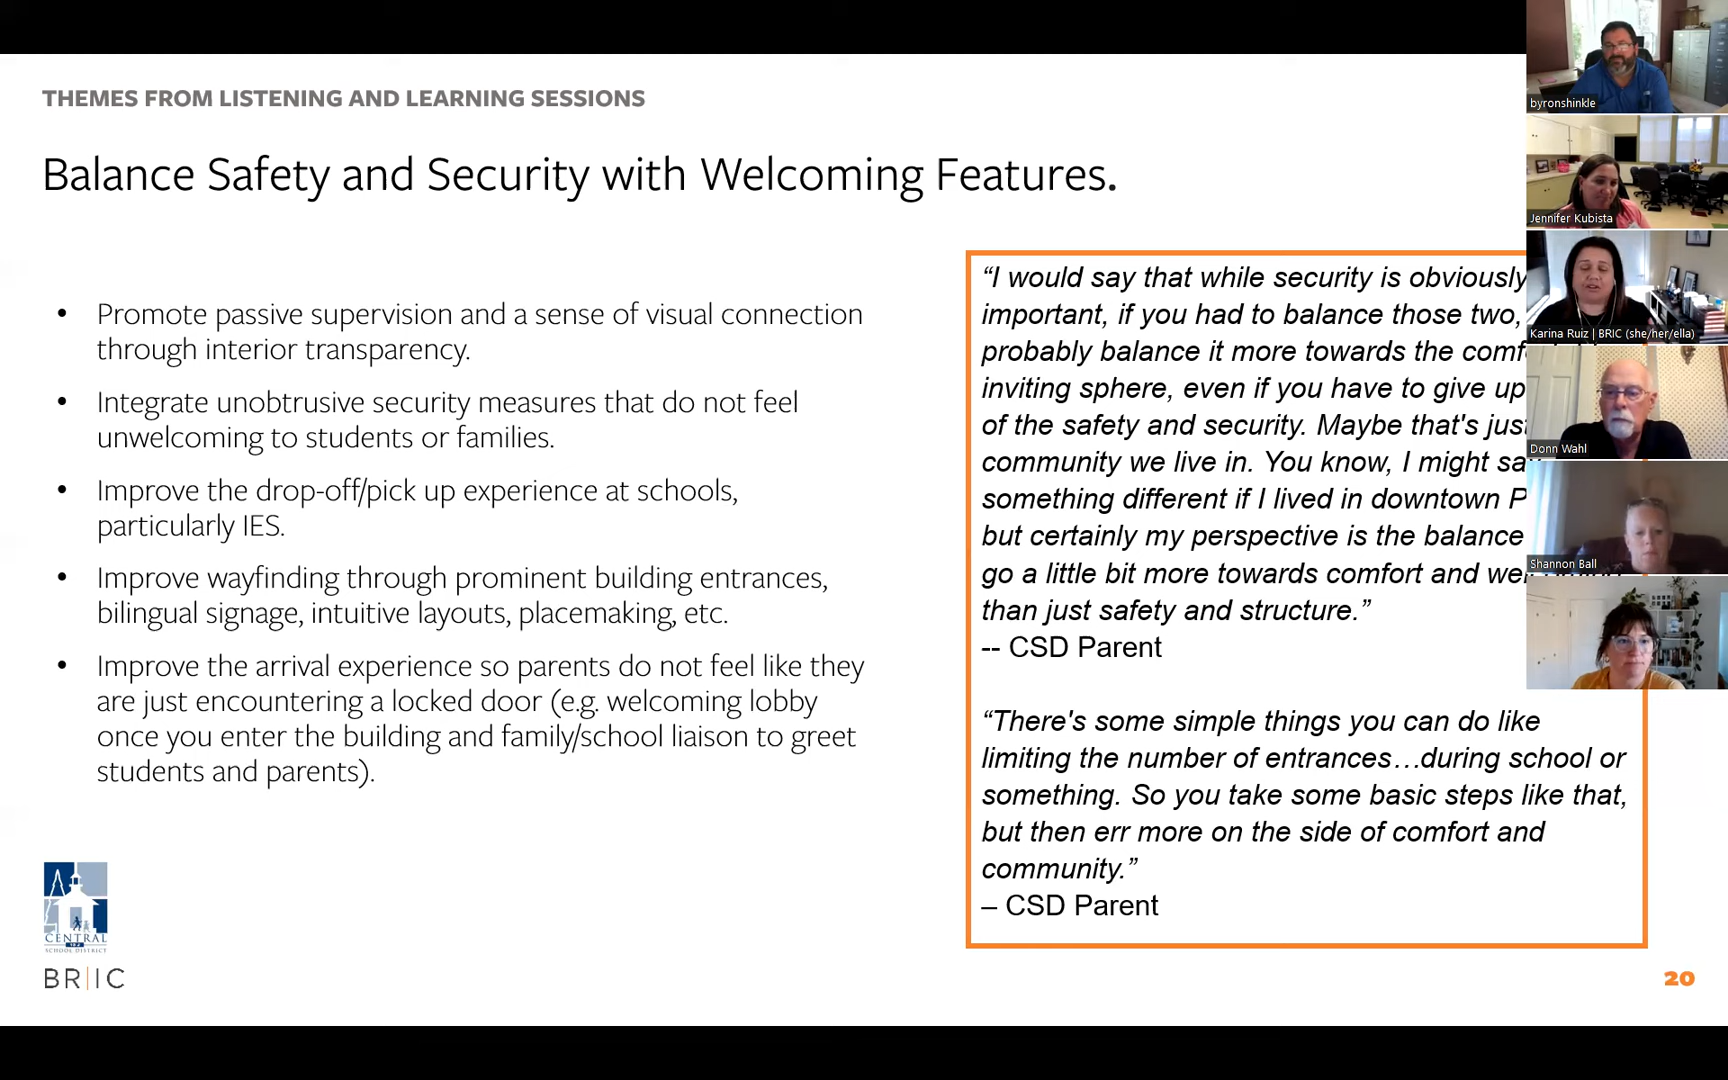 THEMES FROM LISTENING AND LEARNING SESSIONS
Balance Safety and Security with Welcoming Features.
• Promote passive supervision and a sense of visual connection
through interior transparency.
• Integrate unobtrusive security measures that do not feel
unwelcoming to students or families.
• Improve the drop-off/pick up experience at schools,
particularly IES.
• Improve wayfinding through prominent building entrances,
bilingual signage, intuitive layouts, placemaking, etc.
• Improve the arrival experience so parents do not feel like they
are just encountering a locked door (e.g. welcoming lobby
once you enter the building and family/school liaison to greet
students and parents).
“I would say that while security is obviously
important, if you had to balance those two,
probably balance it more towards the
inviting sphere, even if you have to give up
of the safety and security. Maybe that's just
community we live in. You know, I might
something different if I lived in downtown P
but certainly my perspective is the balance
go a little bit more towards comfort and
than just safety and structure.”
-- CSD Parent
“There's some simple things you can do like
limiting the number of entrances…during school or
something. So you take some basic steps like that,
but then err more on the side of comfort and
community.”
– CSD Parent
CENTRAL
SCHOOL DISTRICT
BR|IC
20
byronshinkle
Jennifer Kubista
Karina Ruiz | BRIC (she/her/ella)
Donn Wahl
Shannon Ball